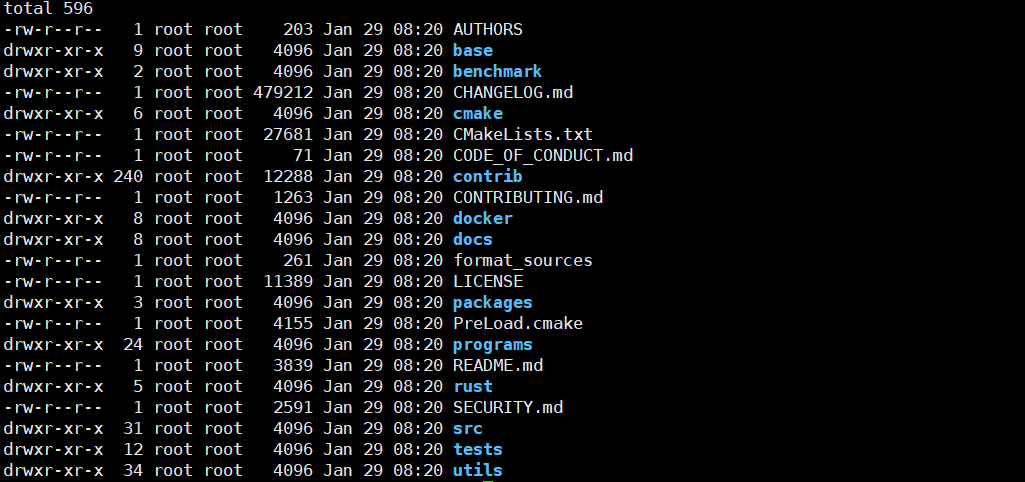 total 596
-rw-r--r--   1 root root    203 Jan 29 08:20 AUTHORS
drwxr-xr-x   9 root root   4096 Jan 29 08:20 base
drwxr-xr-x   2 root root   4096 Jan 29 08:20 benchmark
-rw-r--r--   1 root root 479212 Jan 29 08:20 CHANGELOG.md
drwxr-xr-x   6 root root   4096 Jan 29 08:20 cmake
-rw-r--r--   1 root root  27681 Jan 29 08:20 CMakeLists.txt
-rw-r--r--   1 root root     71 Jan 29 08:20 CODE_OF_CONDUCT.md
drwxr-xr-x 240 root root  12288 Jan 29 08:20 contrib
-rw-r--r--   1 root root   1263 Jan 29 08:20 CONTRIBUTING.md
drwxr-xr-x   8 root root   4096 Jan 29 08:20 docker
drwxr-xr-x   8 root root   4096 Jan 29 08:20 docs
-rw-r--r--   1 root root    261 Jan 29 08:20 format_sources
-rw-r--r--   1 root root  11389 Jan 29 08:20 LICENSE
drwxr-xr-x   3 root root   4096 Jan 29 08:20 packages
-rw-r--r--   1 root root   4155 Jan 29 08:20 PreLoad.cmake
drwxr-xr-x  24 root root   4096 Jan 29 08:20 programs
-rw-r--r--   1 root root   3839 Jan 29 08:20 README.md
drwxr-xr-x   5 root root   4096 Jan 29 08:20 rust
-rw-r--r--   1 root root   2591 Jan 29 08:20 SECURITY.md
drwxr-xr-x  31 root root   4096 Jan 29 08:20 src
drwxr-xr-x  12 root root   4096 Jan 29 08:20 tests
drwxr-xr-x  34 root root   4096 Jan 29 08:20 utils